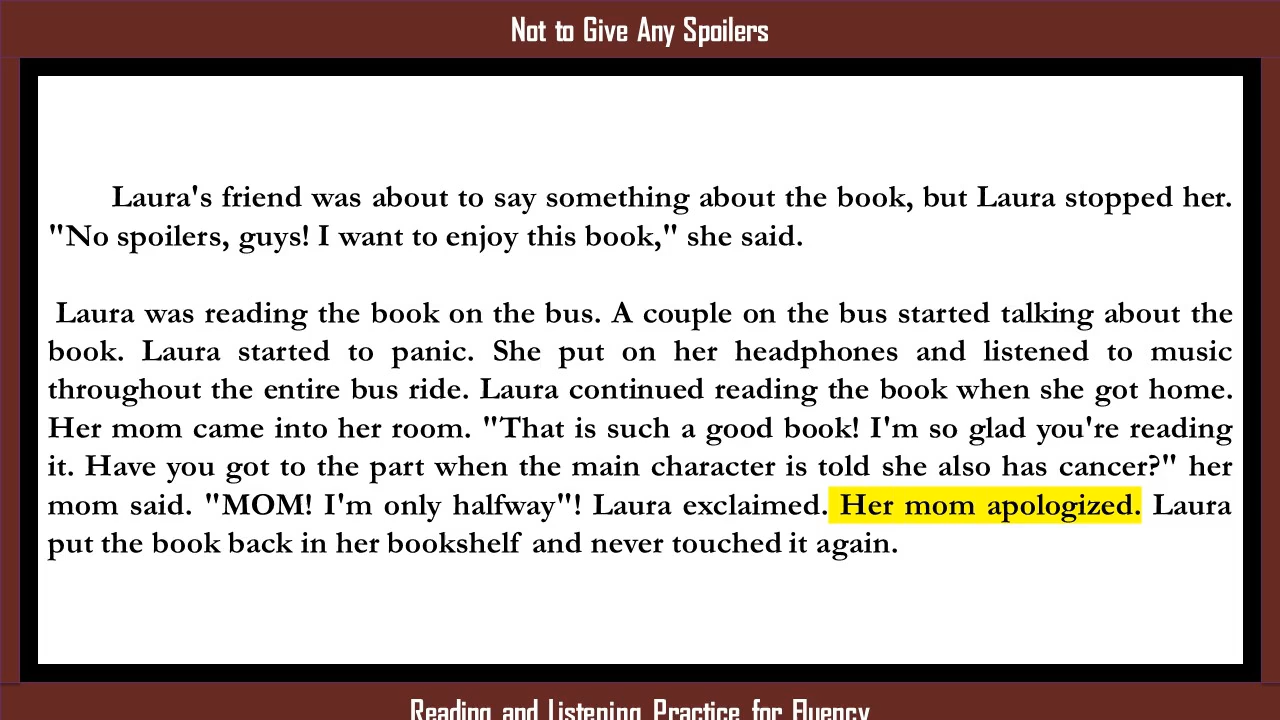 Not to Give Any Spoilers
Laura's friend was about to say something about the book, but Laura stopped her.
"No spoilers, guys! I want to enjoy this book," she said.
Laura was reading the book on the bus. A couple on the bus started talking about the
book. Laura started to panic. She put on her headphones and listened to music
throughout the entire bus ride. Laura continued reading the book when she got home.
Her mom came into her room. "That is such a good book! I'm so glad you're reading
it. Have you got to the part when the main character is told she also has cancer?" her
mom said. "MOM! I'm only halfway"! Laura exclaimed. Her mom apologized. Laura
put the book back in her bookshelf and never touched it again.
Reading and Listening Practice for Fluency